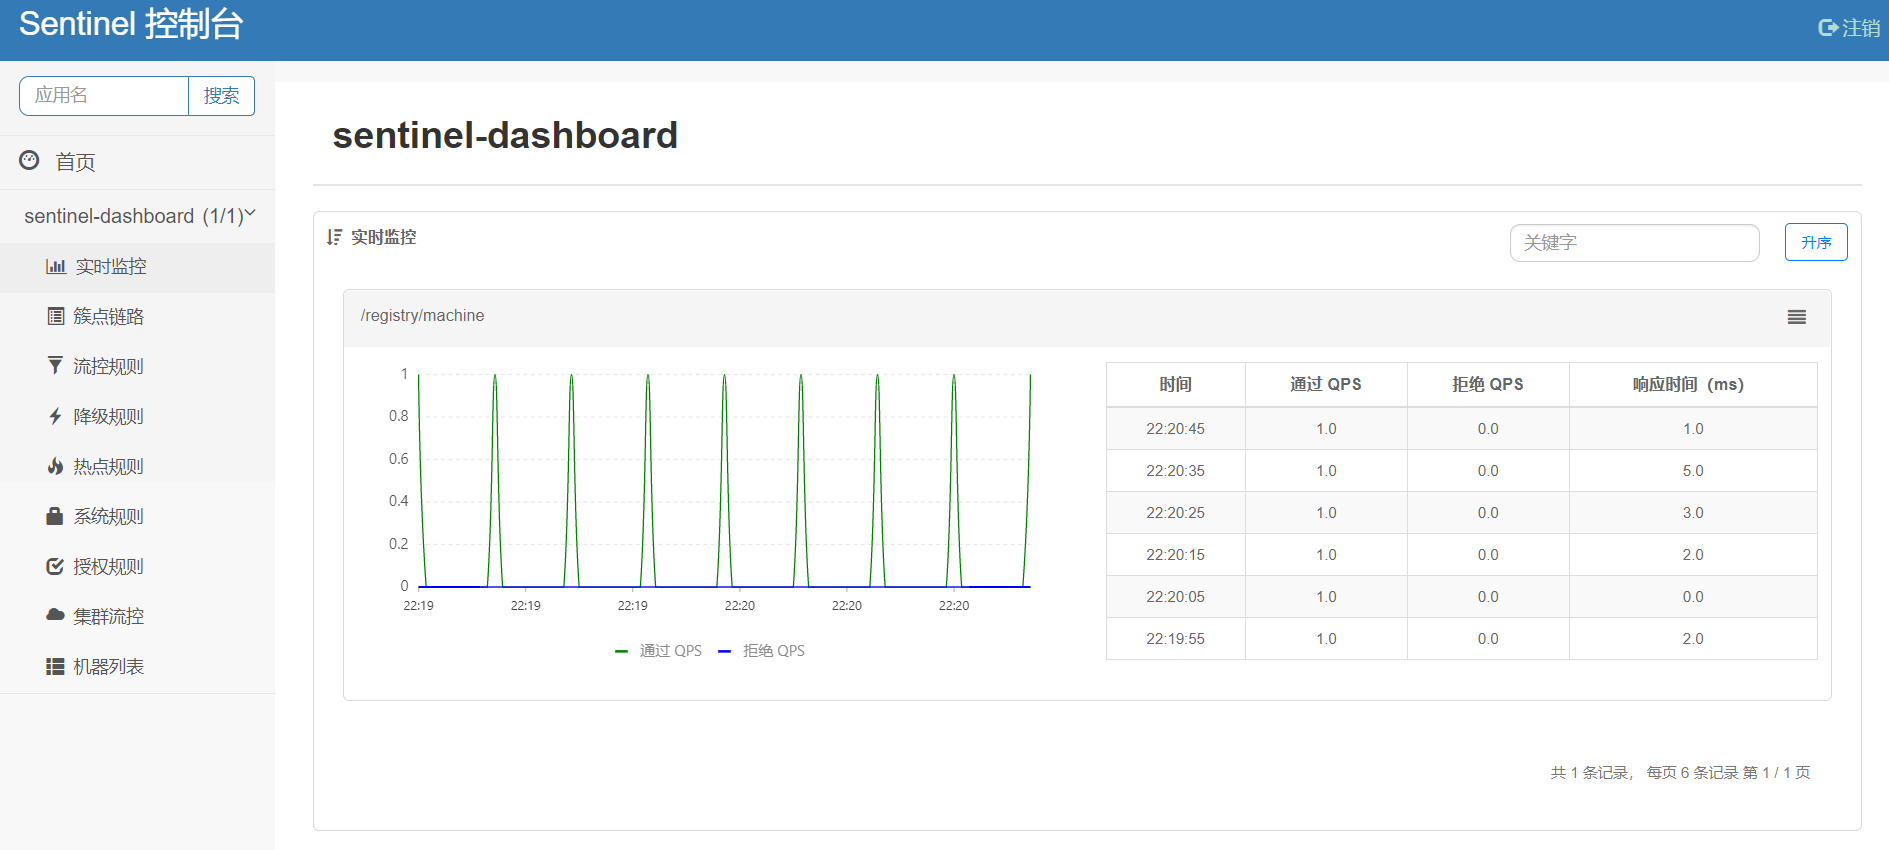 Sentinel 控制台
注销
应用名
搜索
首页
sentinel-dashboard (1/1)
实时监控
簇点链路
流控规则
降级规则
热点规则
系统规则
授权规则
集群流控
机器列表
sentinel-dashboard
实时监控
关键字
升序
/registry/machine
1
0.8
0.6
0.4
0.2
0
22:19 22:19 22:19 22:20 22:20 22:20
通过 QPS 拒绝 QPS
时间 通过 QPS 拒绝 QPS 响应时间（ms）
22:20:45 1.0 0.0 1.0
22:20:35 1.0 0.0 5.0
22:20:25 1.0 0.0 3.0
22:20:15 1.0 0.0 2.0
22:20:05 1.0 0.0 0.0
22:19:55 1.0 0.0 2.0
共 1 条记录， 每页 6 条记录 第 1 / 1 页